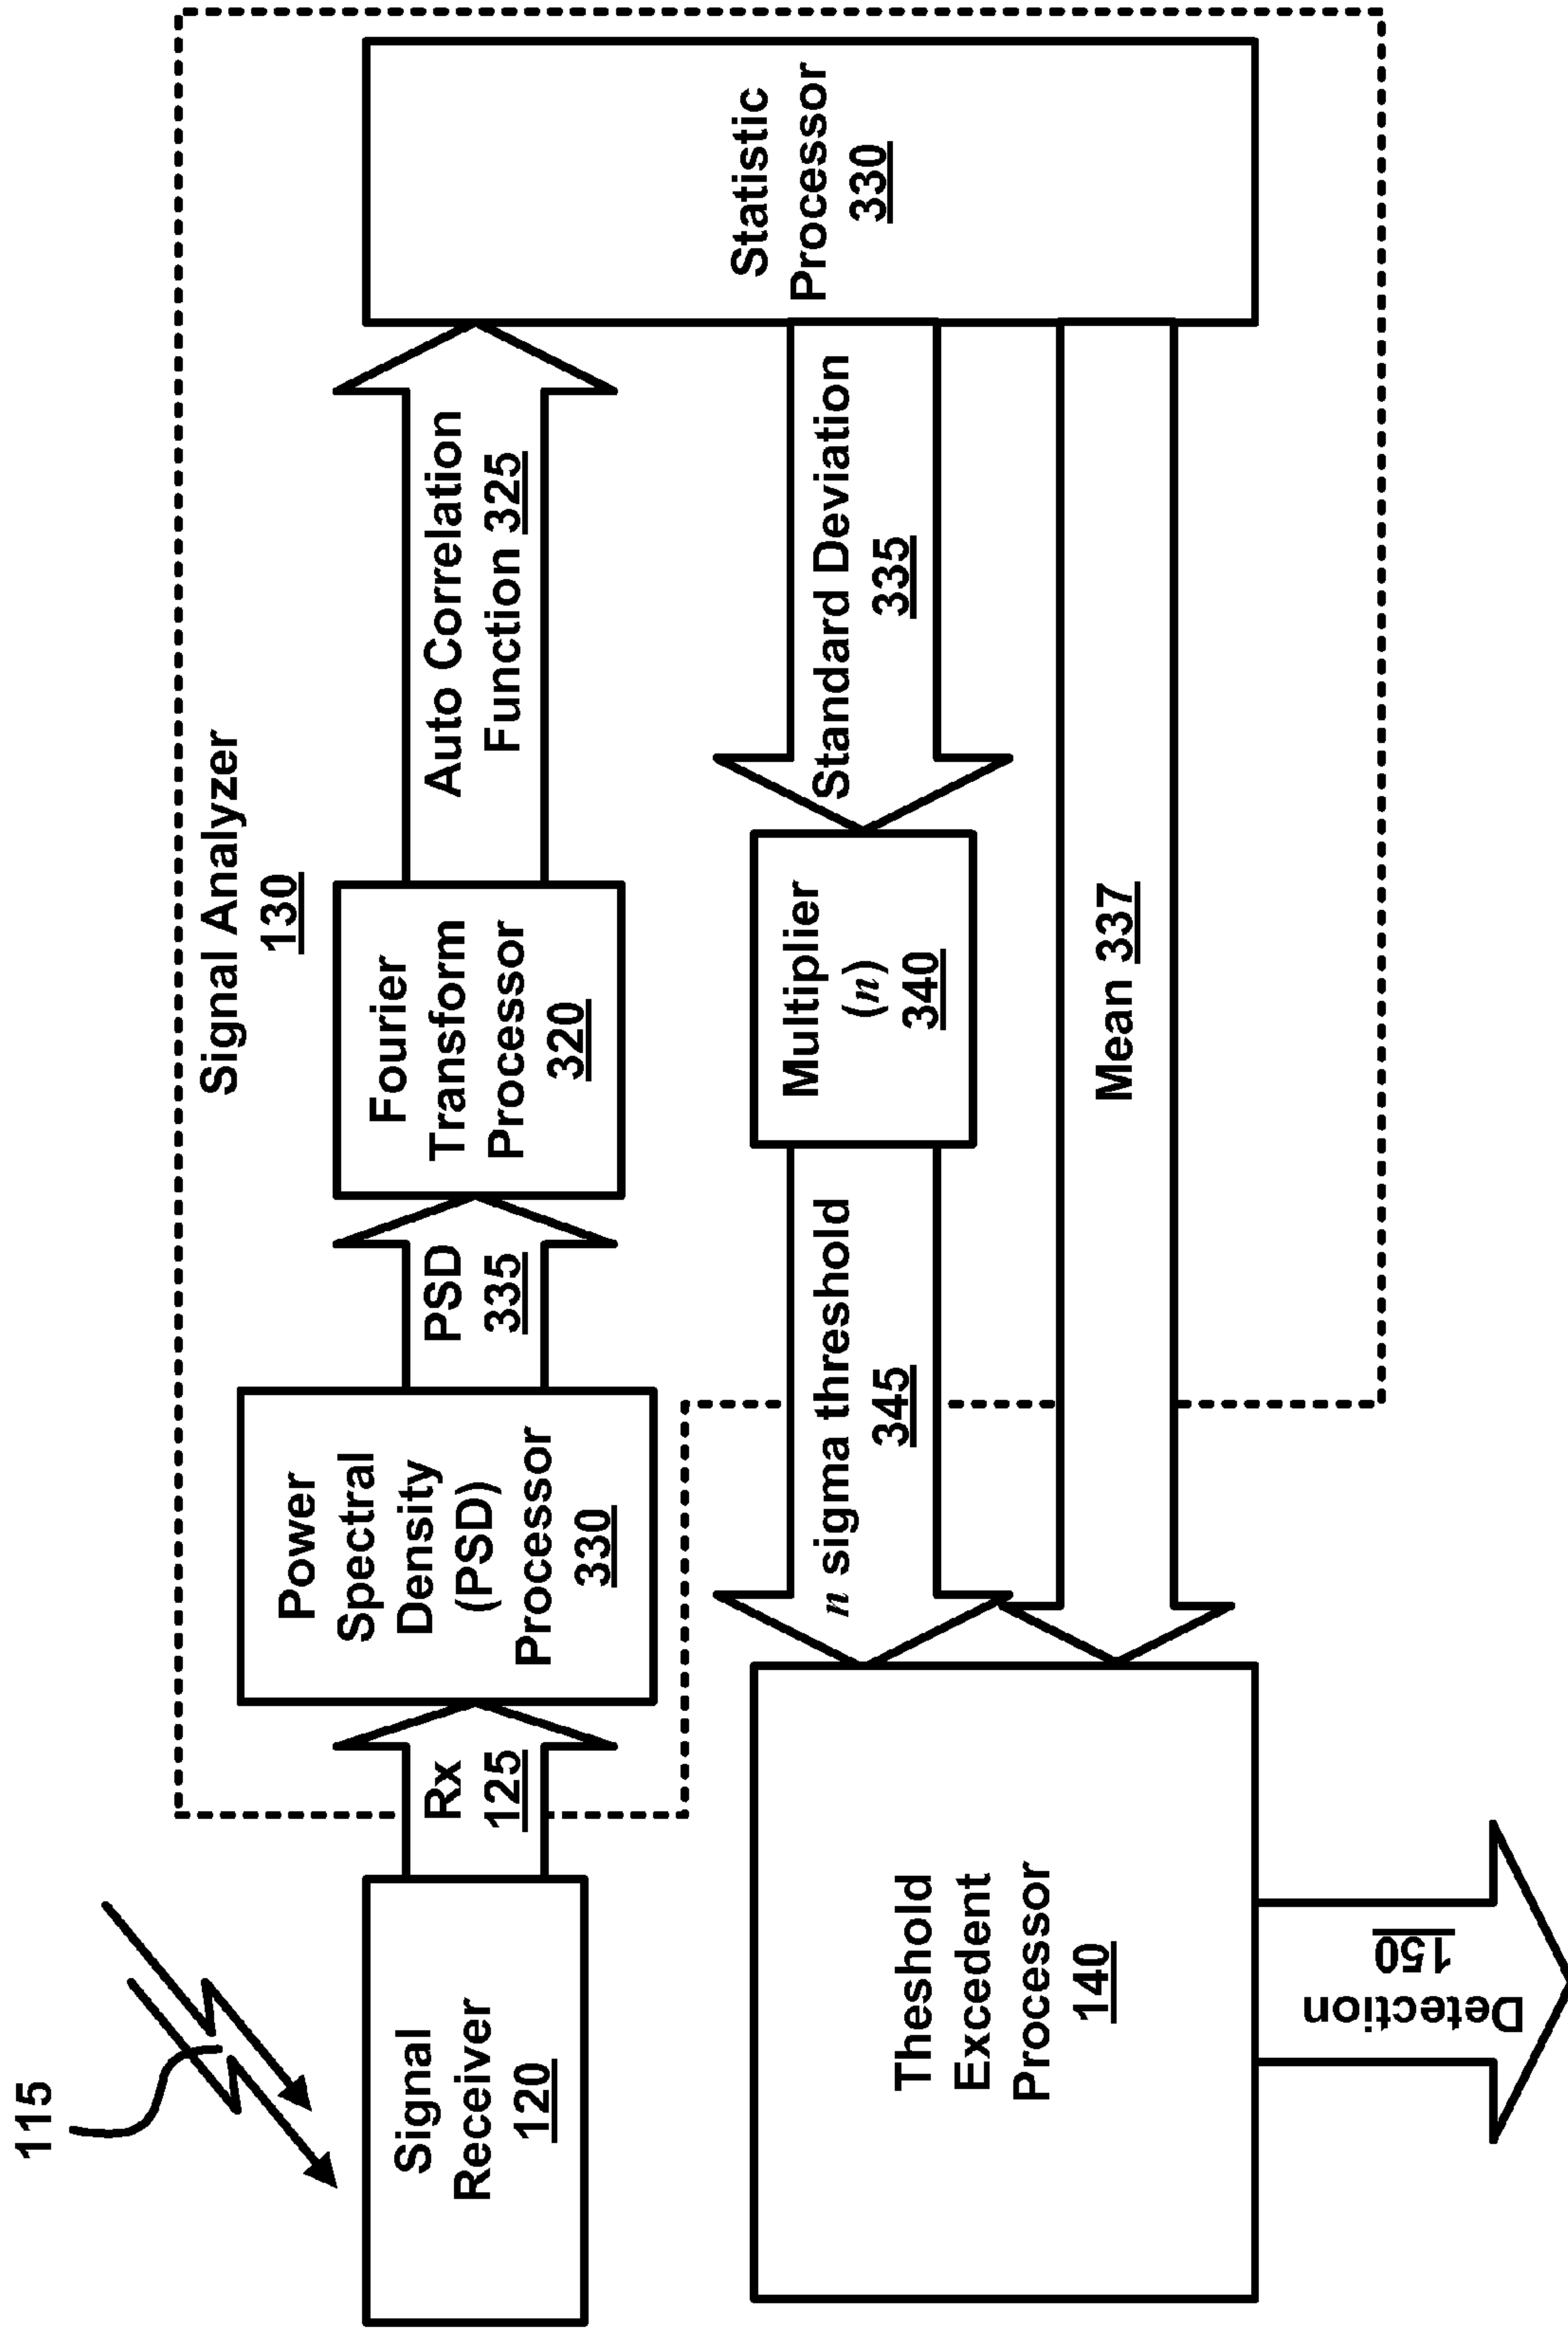 115
Signal
Receiver
120
Rx
125
Signal Analyzer
130
Power
Spectral
Density
(PSD)
Processor
330
PSD
335
Fourier
Transform
Processor
320
Auto Correlation
Function 325
Statistic
Processor
330
Standard Deviation
335
Multiplier
(n)
340
n sigma threshold
345
Mean 337
Theshold
Excedent
Processor
140
Detection
150